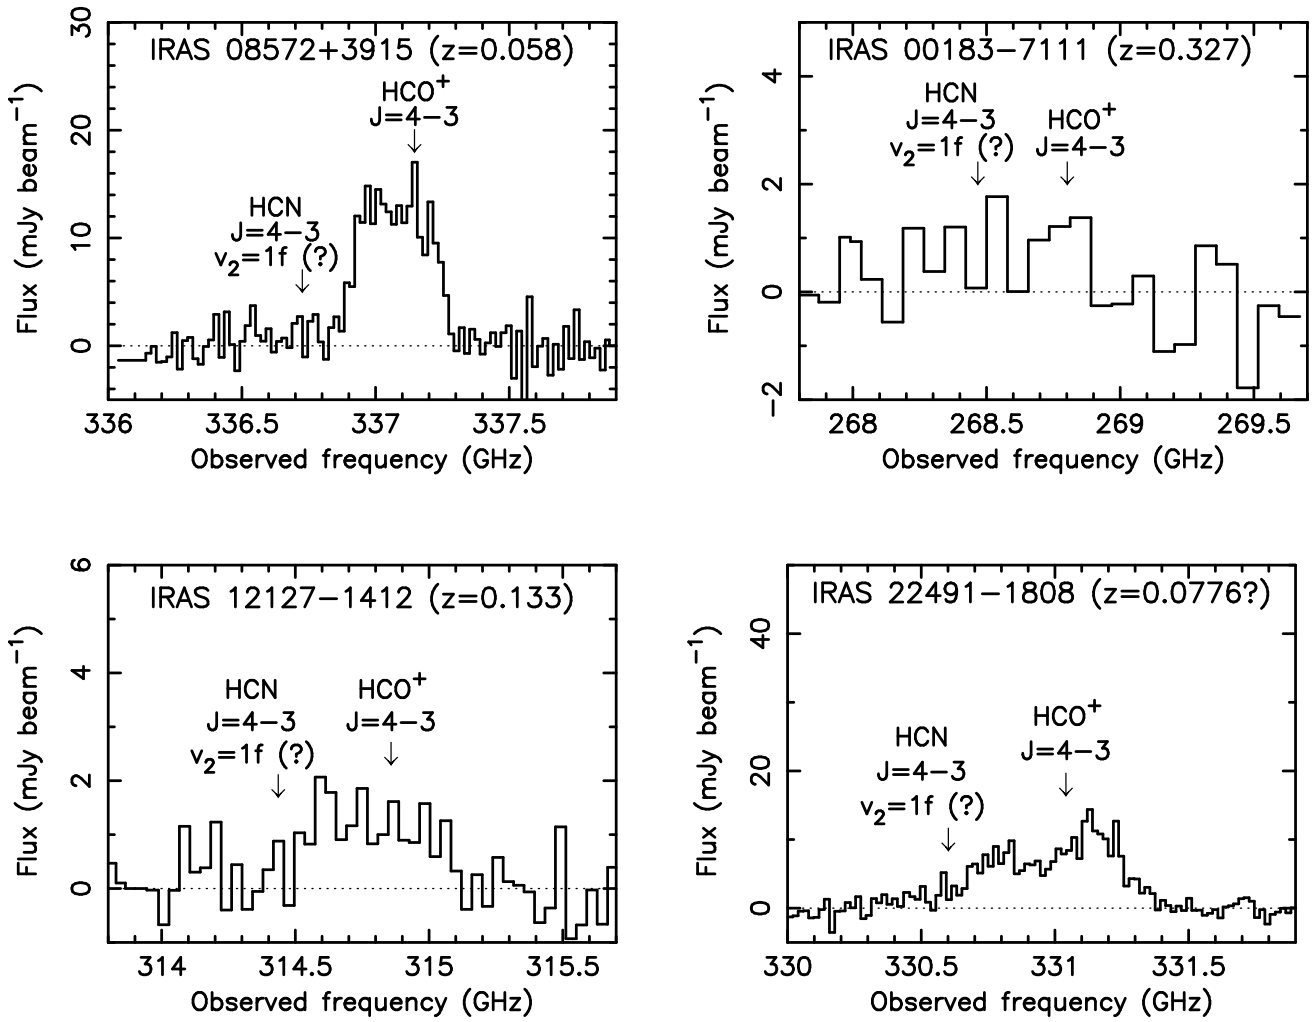 IRAS 08572+3915 (z=0.058)
HCO+
J=4−3
HCN
J=4−3
v2=1f (?)
30
20
10
0
Flux (mJy beam−1)
336 336.5 337 337.5
Observed frequency (GHz)
IRAS 00183−7111 (z=0.327)
HCN
J=4−3
v2=1f (?)
HCO+
J=4−3
4
2
0
−2
Flux (mJy beam−1)
268 268.5 269 269.5
Observed frequency (GHz)
IRAS 12127−1412 (z=0.133)
HCN
J=4−3
v2=1f (?)
HCO+
J=4−3
6
4
2
0
Flux (mJy beam−1)
314 314.5 315 315.5
Observed frequency (GHz)
IRAS 22491−1808 (z=0.0776?)
HCO+
J=4−3
HCN
J=4−3
v2=1f (?)
40
20
0
Flux (mJy beam−1)
330 330.5 331 331.5
Observed frequency (GHz)